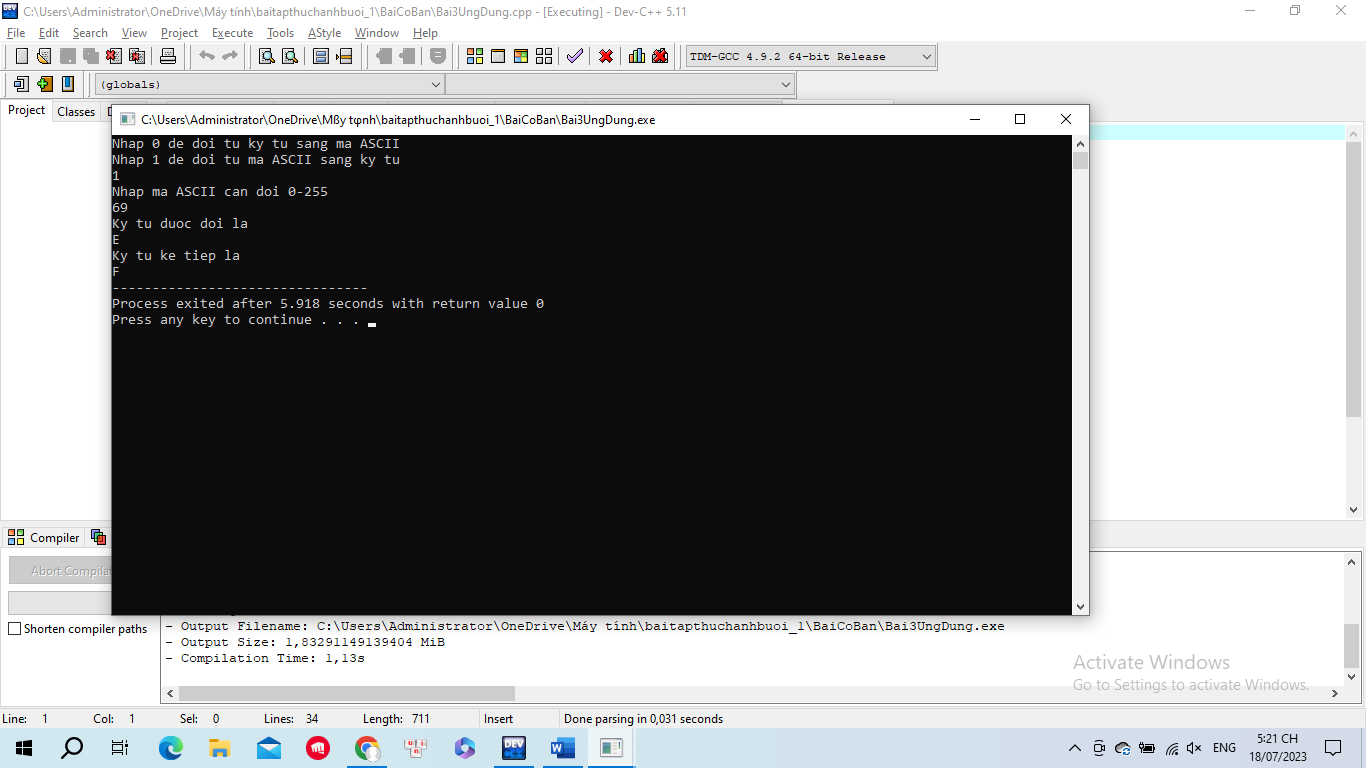 C:\Users\Administrator\OneDrive\Máy tính\baitapthuchanhbuoi_1\BaiCoBan\Bai3UngDung.cpp - [Executing] - Dev-C++ 5.11
File Edit Search View Project Execute Tools AStyle Window Help
TDM-GCC 4.9.2 64-bit Release
(globals)
Project Classes
C:\Users\Administrator\OneDrive\Mßy tφnh\baitapthuchanhbuoi_1\BaiCoBan\Bai3UngDung.exe
Nhap 0 de doi tu ky tu sang ma ASCII
Nhap 1 de doi tu ma ASCII sang ky tu
1
Nhap ma ASCII can doi 0-255
69
Ky tu duoc doi la
E
Ky tu ke tiep la
F
--------------------------------
Process exited after 5.918 seconds with return value 0
Press any key to continue . . .
Compiler
Abort
Shorten compiler paths
- Output Filename: C:\Users\Administrator\OneDrive\Máy tính\baitapthuchanhbuoi_1\BaiCoBan\Bai3UngDung.exe
- Output Size: 1,83291149139404 MiB
- Compilation Time: 1,13s
Activate Windows
Go to Settings to activate Windows.
Line: 1 Col: 1 Sel: 0 Lines: 34 Length: 711 Insert Done parsing in 0,031 seconds
DEV
ENG
5:21 CH
18/07/2023